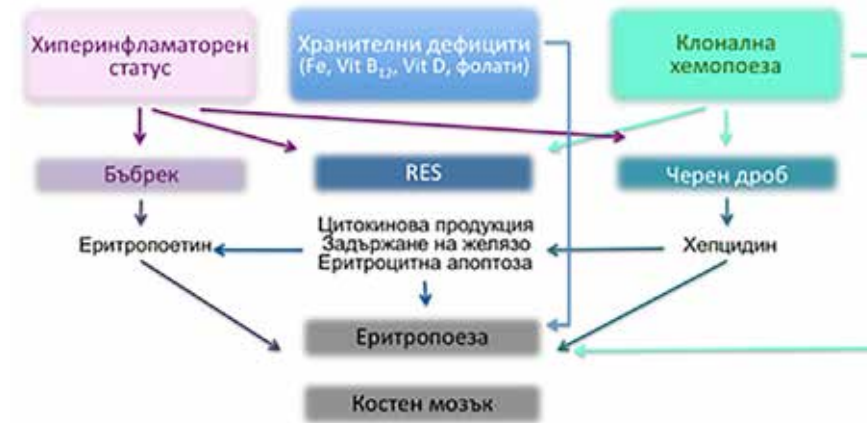 Хиперинфламаторен
статус
Хранителни дефицити
(Fe, Vit B₁₂, Vit D, фолати)
Клонална
хемопоеза
Бъбрек
RES
Черен дроб
Еритропоетин
Цитокинова продукция
Задържане на желязо
Еритроцитна апоптоза
Хепцидин
Еритропоеза
Костен мозък